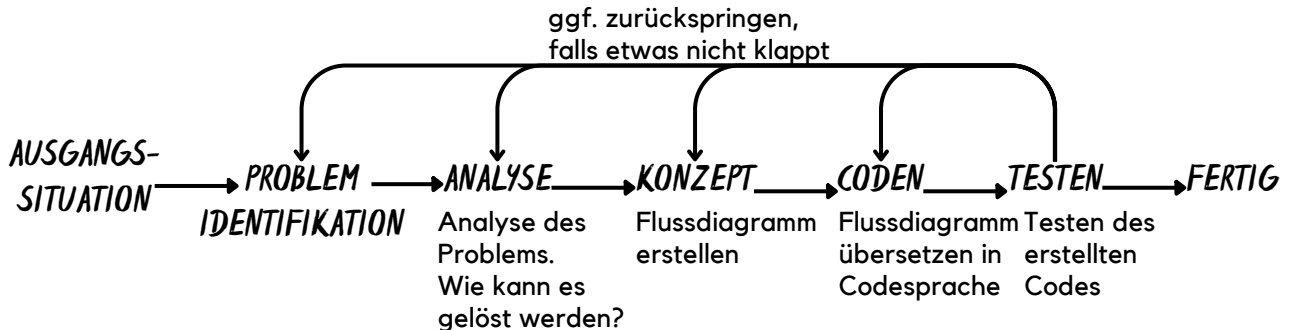 ggf. zurückspringen,
falls etwas nicht klappt
AUSGANGS-
SITUATION
PROBLEM
IDENTIFIKATION
ANALYSE
Analyse des
Problems.
Wie kann es
gelöst werden?
KONZEPT
Flussdiagramm
erstellen
CODEN
Flussdiagramm
übersetzen in
Codesprache
TESTEN
Testen des
erstellten
Codes
FERTIG